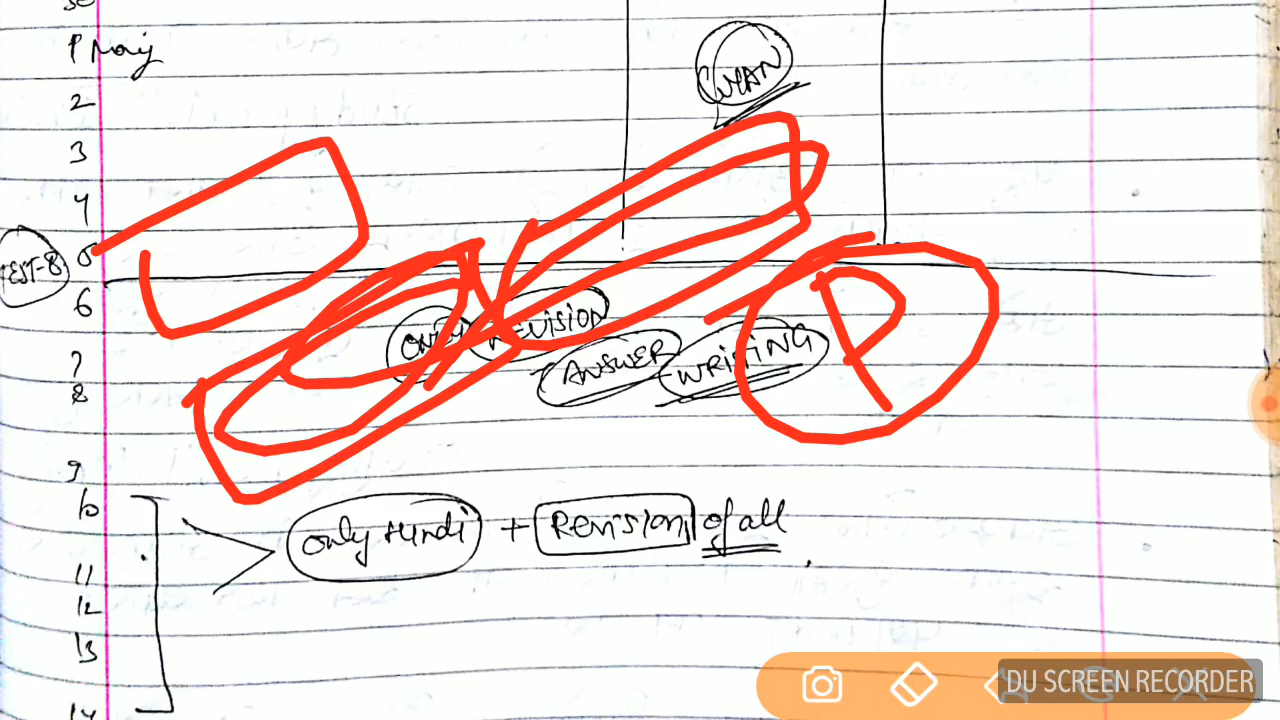 1 May
2
QUAN
3
4
5
TEST-8
6
ONLY REVISION
7
ANSWER WRITING
8
P
9
10
only Hindi + Revision of all
11
12
13
14
DU SCREEN RECORDER